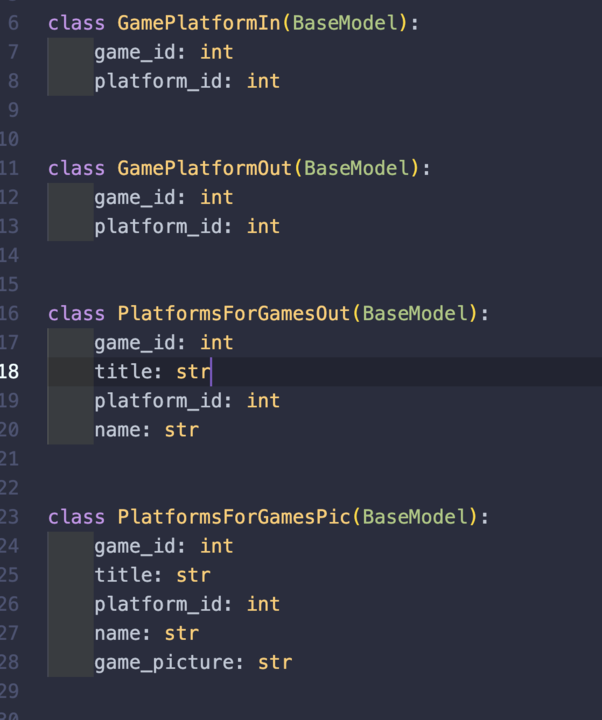 6 class GamePlatformIn(BaseModel):
7 game_id: int
8 platform_id: int
9
10
11 class GamePlatformOut(BaseModel):
12 game_id: int
13 platform_id: int
14
15
16 class PlatformsForGamesOut(BaseModel):
17 game_id: int
18 title: str
19 platform_id: int
20 name: str
21
22
23 class PlatformsForGamesPic(BaseModel):
24 game_id: int
25 title: str
26 platform_id: int
27 name: str
28 game_picture: str
29
30